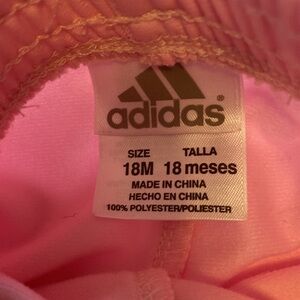 adidas®
SIZE TALLA
18M 18 meses
MADE IN CHINA
HECHO EN CHINA
100% POLYESTER/POLIESTER